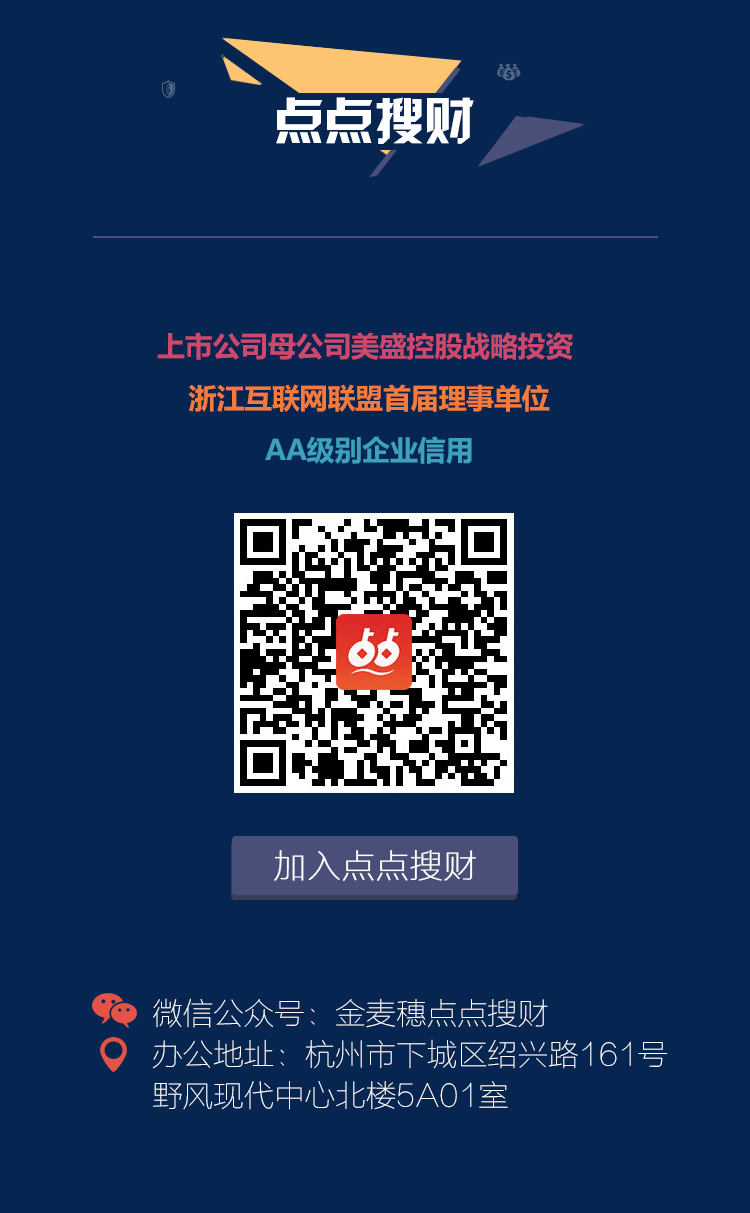 点点搜财
上市公司母公司美盛控股战略投资
浙江互联网联盟首届理事单位
AA级别企业信用
加入点点搜财
微信公众号：金麦穗点点搜财
办公地址：杭州市下城区绍兴路161号
野风现代中心北楼5A01室